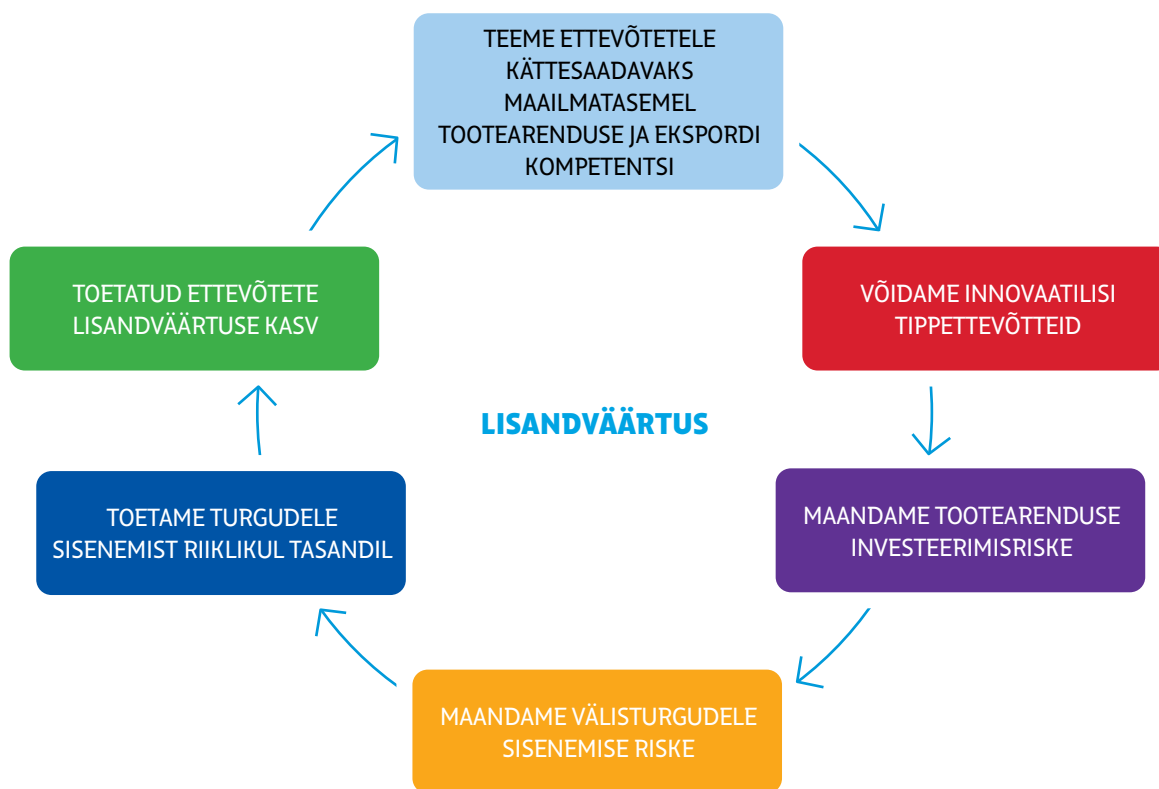 TEEME ETTEVÕTETELE
KÄTTESAADAVAKS
MAAILMATASEMEL
TOOTEARENDUSE JA EKSPORDI
KOMPETENTSI
VÕIDAME INNOVAATILISI
TIPPETTEVÕTTEID
MAANDAME TOOTEARENDUSE
INVESTEERIMISRISKE
MAANDAME VÄLISTURGUDELE
SISENEMISE RISKE
TOETAME TURGUDELE
SISENEMIST RIIKLIKUL TASANDIL
TOETATUD ETTEVÕTETE
LISANDVÄÄRTUSE KASV
LISANDVÄÄRTUS